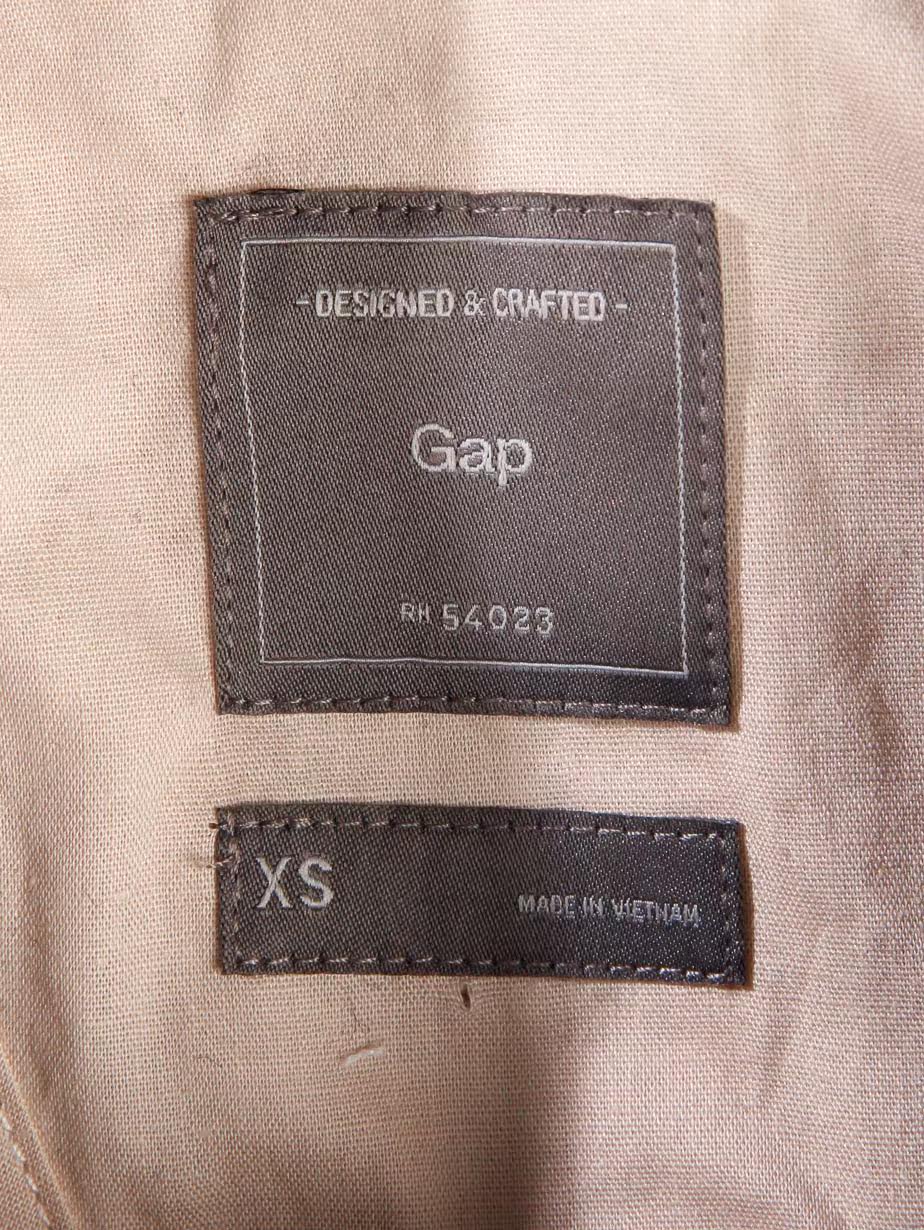 - DESIGNED & CRAFTED -
Gap
RN 54023
XS
MADE IN VIETNAM